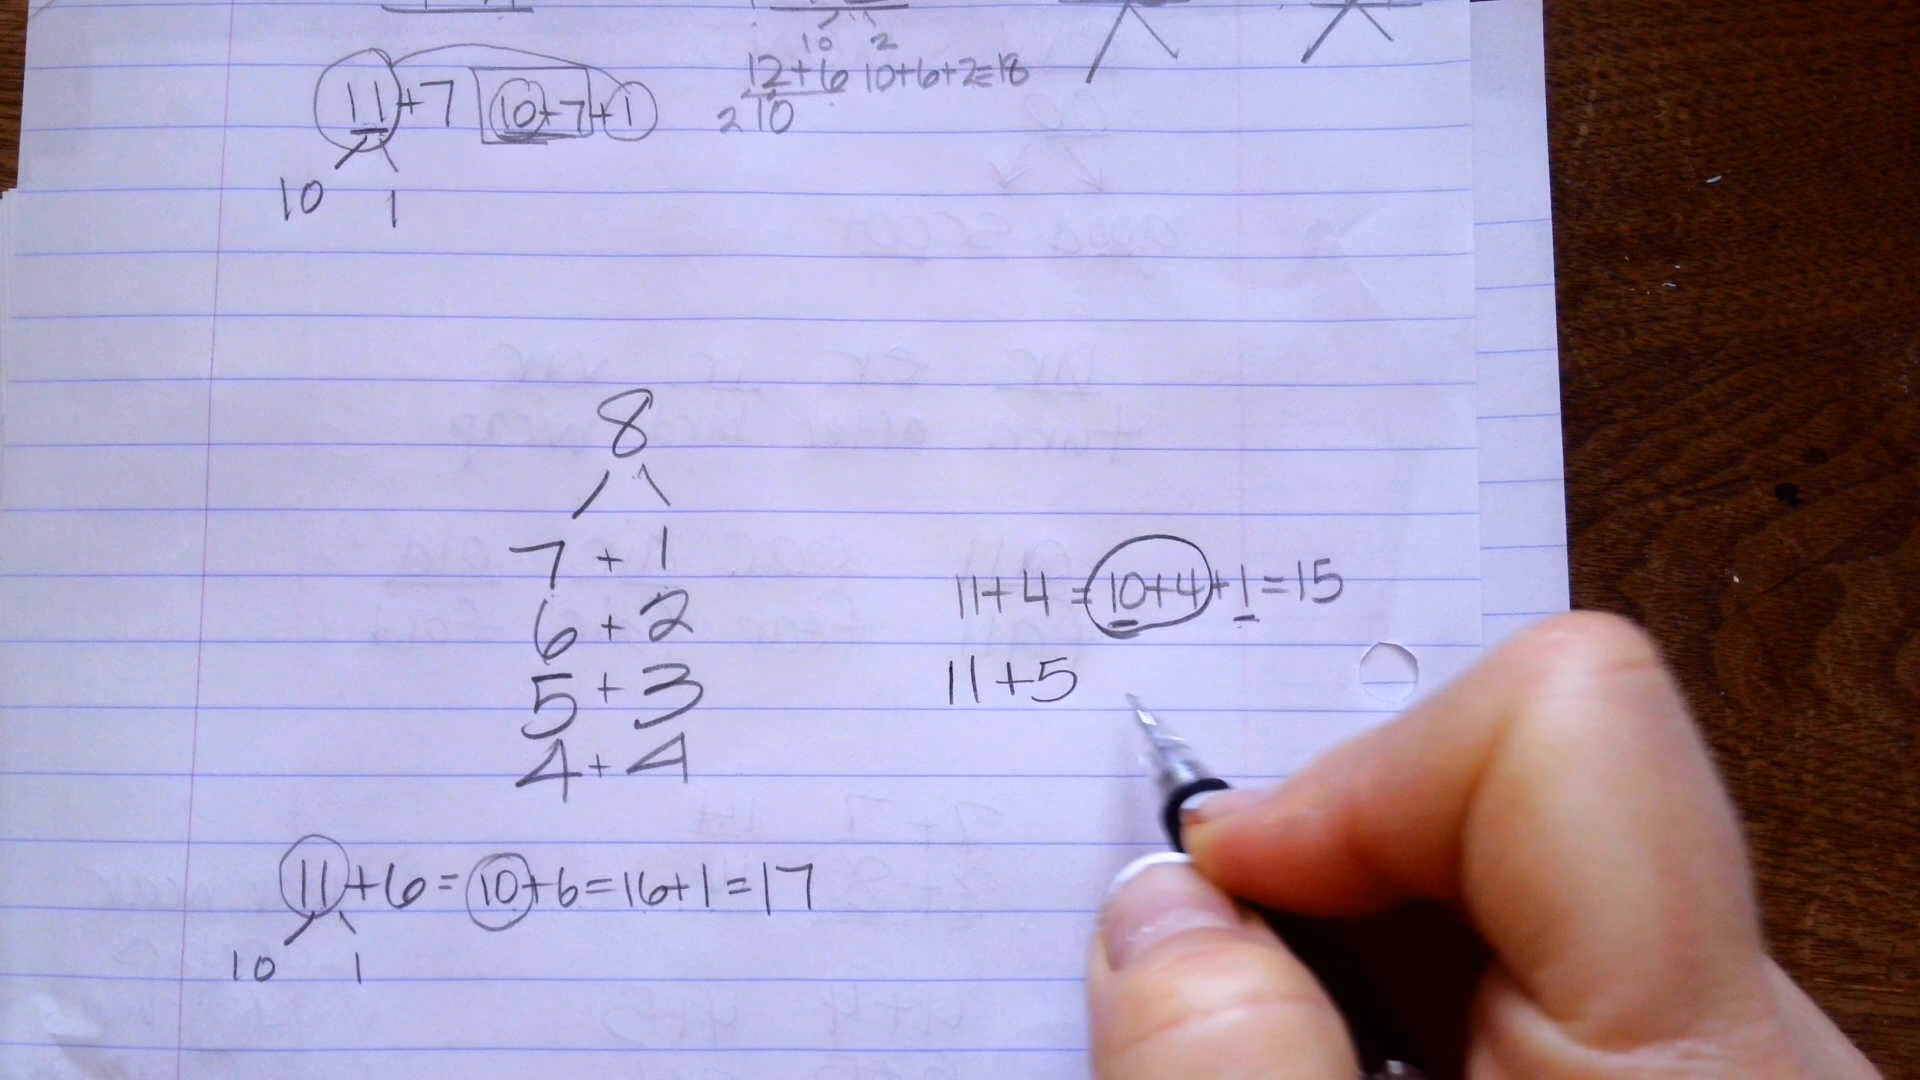 10 2
12+6 10+6+2=18
2 10
11+7 10+7+1
10 1
8
7 + 1
6 + 2
5 + 3
4 + 4
11+4=10+4+1=15
11+5
11+6=10+6=16+1=17
10 1